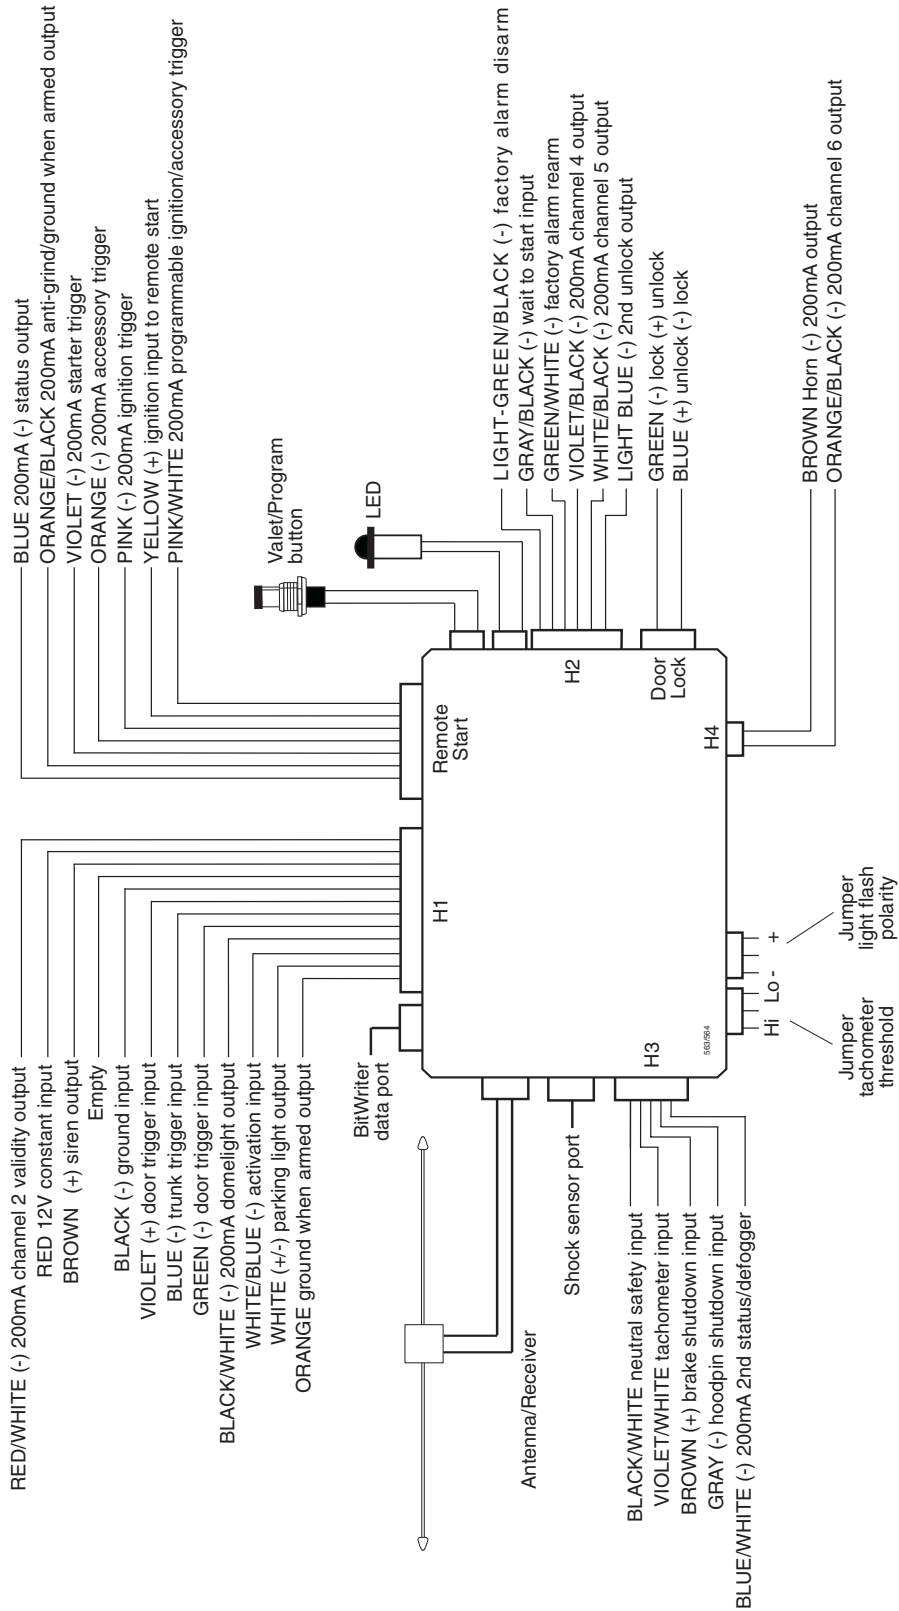 RED/WHITE (-) 200mA channel 2 validity output
RED 12V constant input
BROWN (+) siren output
Empty
BLACK (-) ground input
VIOLET (+) door trigger input
BLUE (-) trunk trigger input
GREEN (-) door trigger input
BLACK/WHITE (-) 200mA domelight output
WHITE/BLUE (-) activation input
WHITE (+/-) parking light output
ORANGE ground when armed output
BLUE 200mA (-) status output
ORANGE/BLACK 200mA anti-grind/ground when armed output
VIOLET (-) 200mA starter trigger
ORANGE (-) 200mA accessory trigger
PINK (-) 200mA ignition trigger
YELLOW (+) ignition input to remote start
PINK/WHITE 200mA programmable ignition/accessory trigger
Valet/Program
button
LED
BitWriter
data port
H1
Remote
Start
Antenna/Receiver
Shock sensor port
H2
LIGHT-GREEN/BLACK (-) factory alarm disarm
GRAY/BLACK (-) wait to start input
GREEN/WHITE (-) factory alarm rearm
VIOLET/BLACK (-) 200mA channel 4 output
WHITE/BLACK (-) 200mA channel 5 output
LIGHT BLUE (-) 2nd unlock output
Door
Lock
GREEN (-) lock (+) unlock
BLUE (+) unlock (-) lock
H3
BLACK/WHITE neutral safety input
VIOLET/WHITE tachometer input
BROWN (+) brake shutdown input
GRAY (-) hoodpin shutdown input
BLUE/WHITE (-) 200mA 2nd status/defogger
563/564
H4
BROWN Horn (-) 200mA output
ORANGE/BLACK (-) 200mA channel 6 output
Hi
Lo
-
+
Jumper
tachometer
threshold
Jumper
light flash
polarity